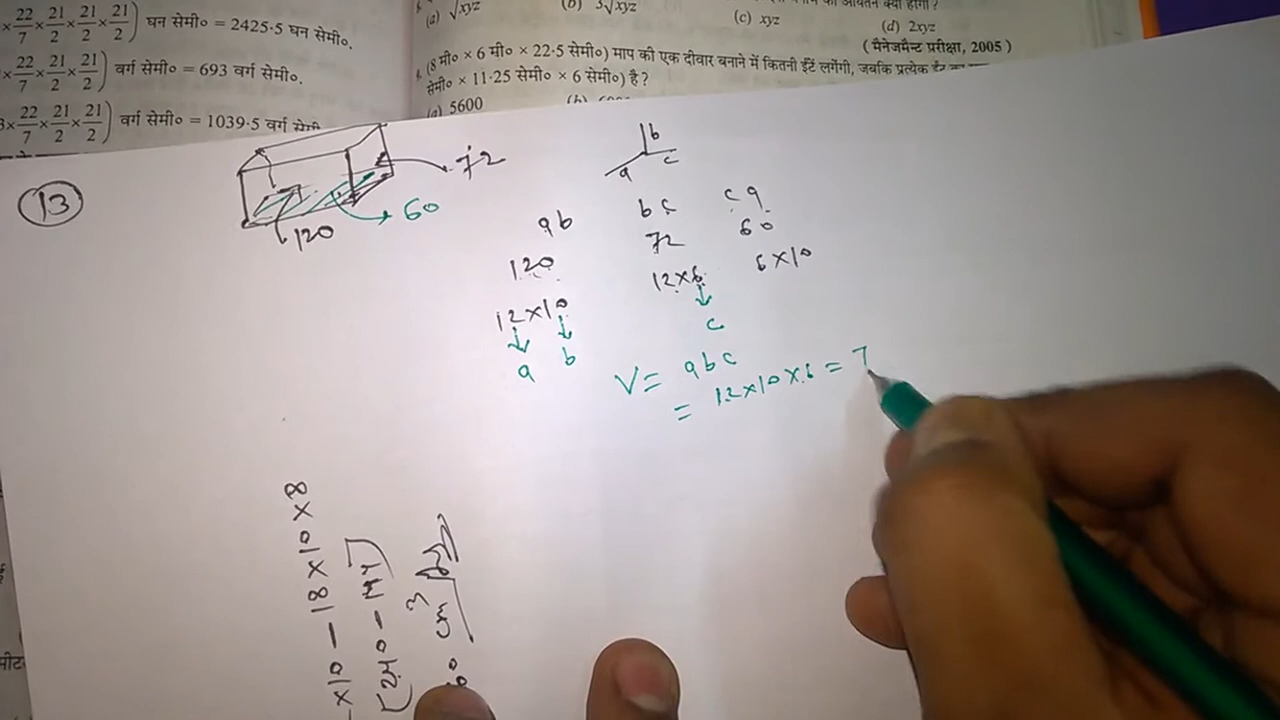 × 22/7 × 21/2 × 21/2 × 21/2) घन सेमी० = 2425·5 घन सेमी०.
× 22/7 × 21/2 × 21/2) वर्ग सेमी० = 693 वर्ग सेमी०.
3× 22/7 × 21/2 × 21/2) वर्ग सेमी० = 1039·5 वर्ग सेमी
(a) √xyz
(b) 3√xyz
(c) xyz
(d) 2xyz
( मैनेजमैन्ट परीक्षा, 2005 )
(8 मी० × 6 मी० × 22·5 सेमी०) माप की एक दीवार बनाने में कितनी ईंटें लगेंगी, जबकि प्रत्येक
सेमी० × 11·25 सेमी० × 6 सेमी०) है ?
(a) 5600
(b)
13
72
60
120
b
a c
ab bc ca
120 72 60
12×10 12×6 6×10
a b c
V = abc
= 12×10×6 = 7
×10 - 18×10×8
cm³
मीट